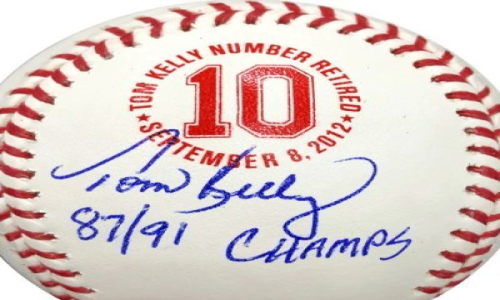 ★TOM KELLY NUMBER RETIRED★
10
SEPTEMBER 8, 2012
Tom Kelly
87/91 CHAMPS